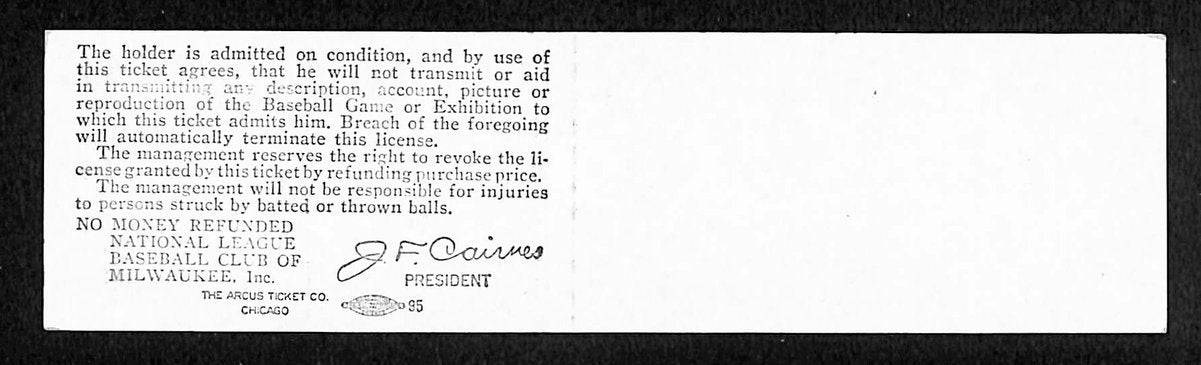 The holder is admitted on condition, and by use of
this ticket agrees, that he will not transmit or aid
in transmitting any description, account, picture or
reproduction of the Baseball Game or Exhibition to
which this ticket admits him. Breach of the foregoing
will automatically terminate this license.
The management reserves the right to revoke the li-
cense granted by this ticket by refunding purchase price.
The management will not be responsible for injuries
to persons struck by batted or thrown balls.
NO MONEY REFUNDED
NATIONAL LEAGUE
BASEBALL CLUB OF
MILWAUKEE, Inc.
J. F. Cairnes
PRESIDENT
THE ARCUS TICKET CO.
CHICAGO
95